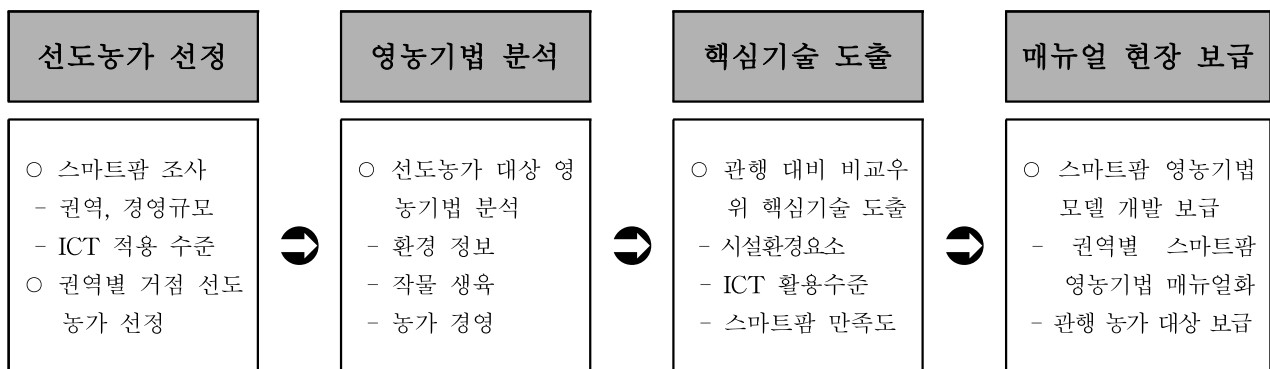 선도농가 선정
○ 스마트팜 조사
- 권역, 경영규모
- ICT 적용 수준
○ 권역별 거점 선도
농가 선정
영농기법 분석
○ 선도농가 대상 영
농기법 분석
- 환경 정보
- 작물 생육
- 농가 경영
핵심기술 도출
○ 관행 대비 비교우
위 핵심기술 도출
- 시설환경요소
- ICT 활용수준
- 스마트팜 만족도
매뉴얼 현장 보급
○ 스마트팜 영농기법
모델 개발 보급
- 권역별 스마트팜
영농기법 매뉴얼화
- 관행 농가 대상 보급